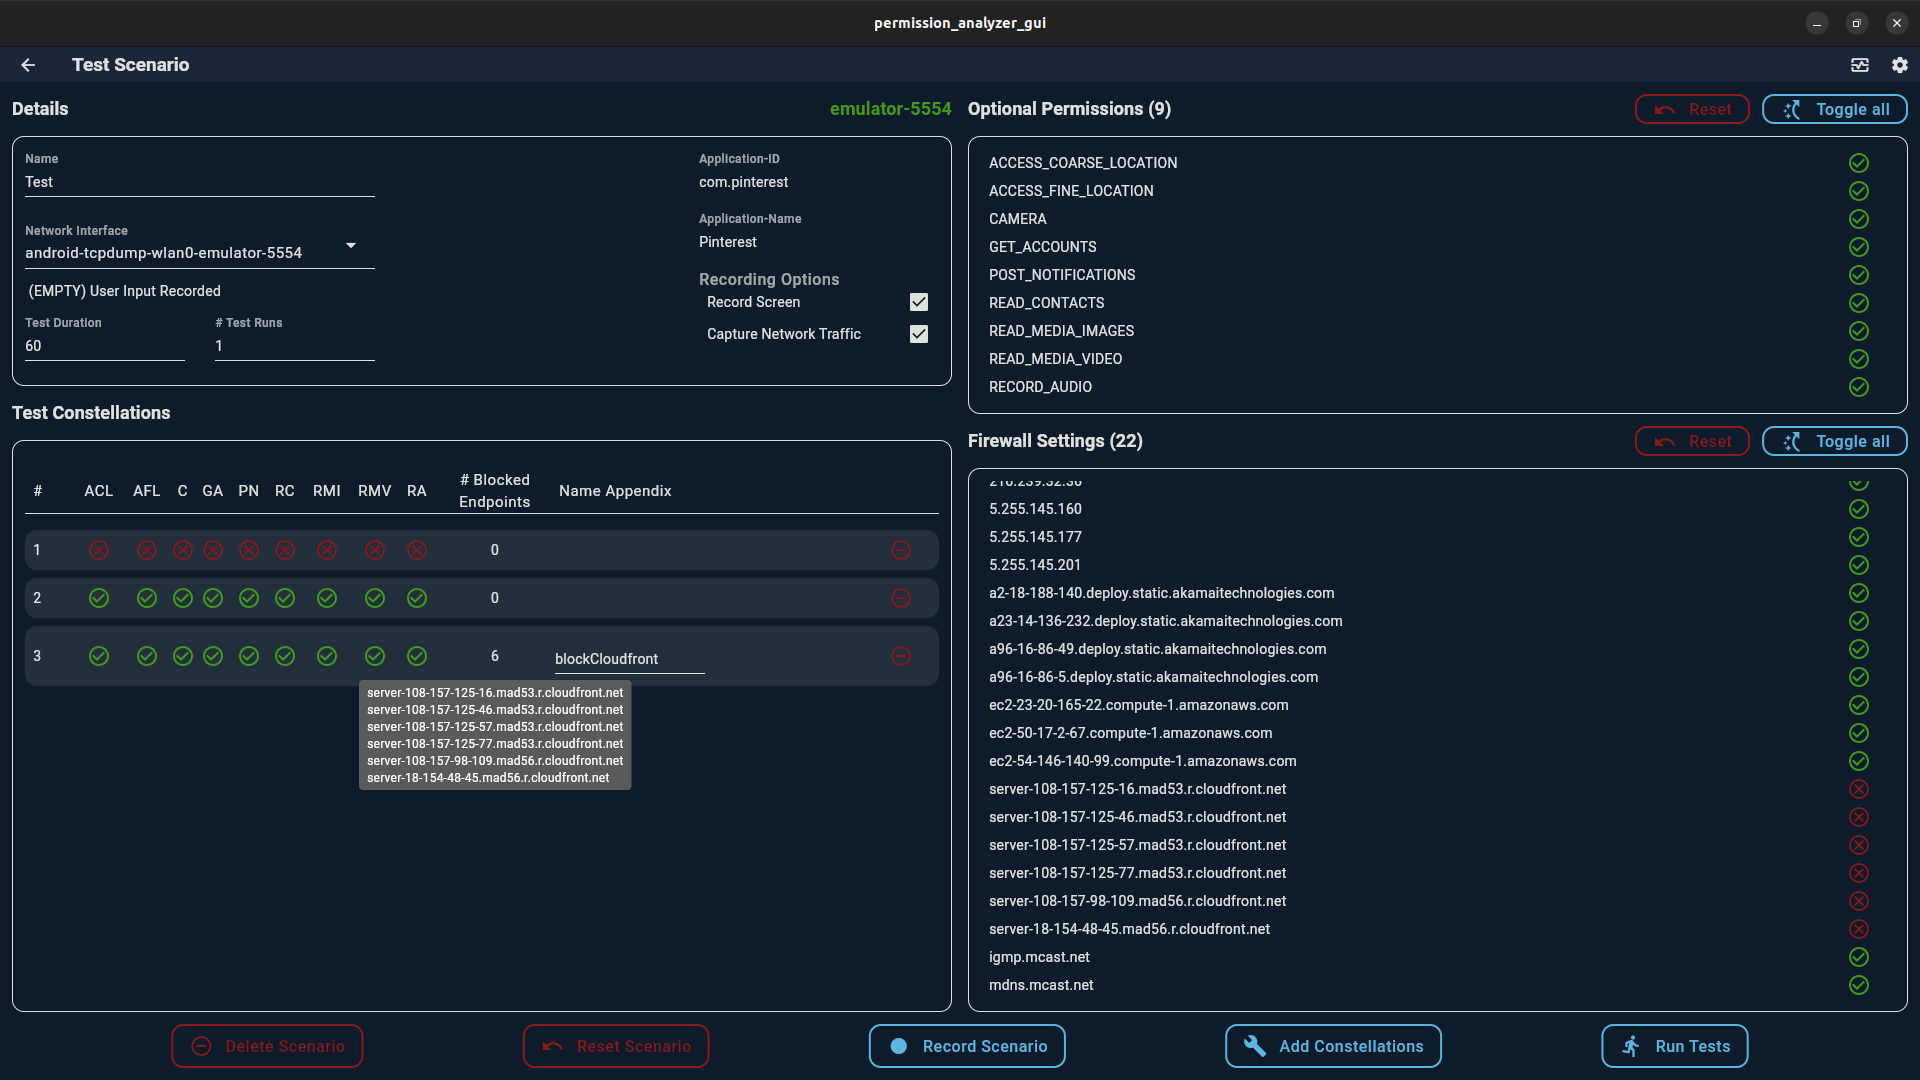 permission_analyzer_gui
Test Scenario
Details
emulator-5554
Name
Test
Network Interface
android-tcpdump-wlan0-emulator-5554
(EMPTY) User Input Recorded
Test Duration
# Test Runs
60
1
Application-ID
com.pinterest
Application-Name
Pinterest
Recording Options
Record Screen
Capture Network Traffic
Test Constellations
# ACL AFL C GA PN RC RMI RMV RA # Blocked Endpoints Name Appendix
1 0
2 0
3 6 blockCloudfront
server-108-157-125-16.mad53.r.cloudfront.net
server-108-157-125-46.mad53.r.cloudfront.net
server-108-157-125-57.mad53.r.cloudfront.net
server-108-157-125-77.mad53.r.cloudfront.net
server-108-157-98-109.mad56.r.cloudfront.net
server-18-154-48-45.mad56.r.cloudfront.net
Optional Permissions (9)
Reset
Toggle all
ACCESS_COARSE_LOCATION
ACCESS_FINE_LOCATION
CAMERA
GET_ACCOUNTS
POST_NOTIFICATIONS
READ_CONTACTS
READ_MEDIA_IMAGES
READ_MEDIA_VIDEO
RECORD_AUDIO
Firewall Settings (22)
Reset
Toggle all
5.255.145.160
5.255.145.177
5.255.145.201
a2-18-188-140.deploy.static.akamaitechnologies.com
a23-14-136-232.deploy.static.akamaitechnologies.com
a96-16-86-49.deploy.static.akamaitechnologies.com
a96-16-86-5.deploy.static.akamaitechnologies.com
ec2-23-20-165-22.compute-1.amazonaws.com
ec2-50-17-2-67.compute-1.amazonaws.com
ec2-54-146-140-99.compute-1.amazonaws.com
server-108-157-125-16.mad53.r.cloudfront.net
server-108-157-125-46.mad53.r.cloudfront.net
server-108-157-125-57.mad53.r.cloudfront.net
server-108-157-125-77.mad53.r.cloudfront.net
server-108-157-98-109.mad56.r.cloudfront.net
server-18-154-48-45.mad56.r.cloudfront.net
igmp.mcast.net
mdns.mcast.net
Delete Scenario
Reset Scenario
Record Scenario
Add Constellations
Run Tests